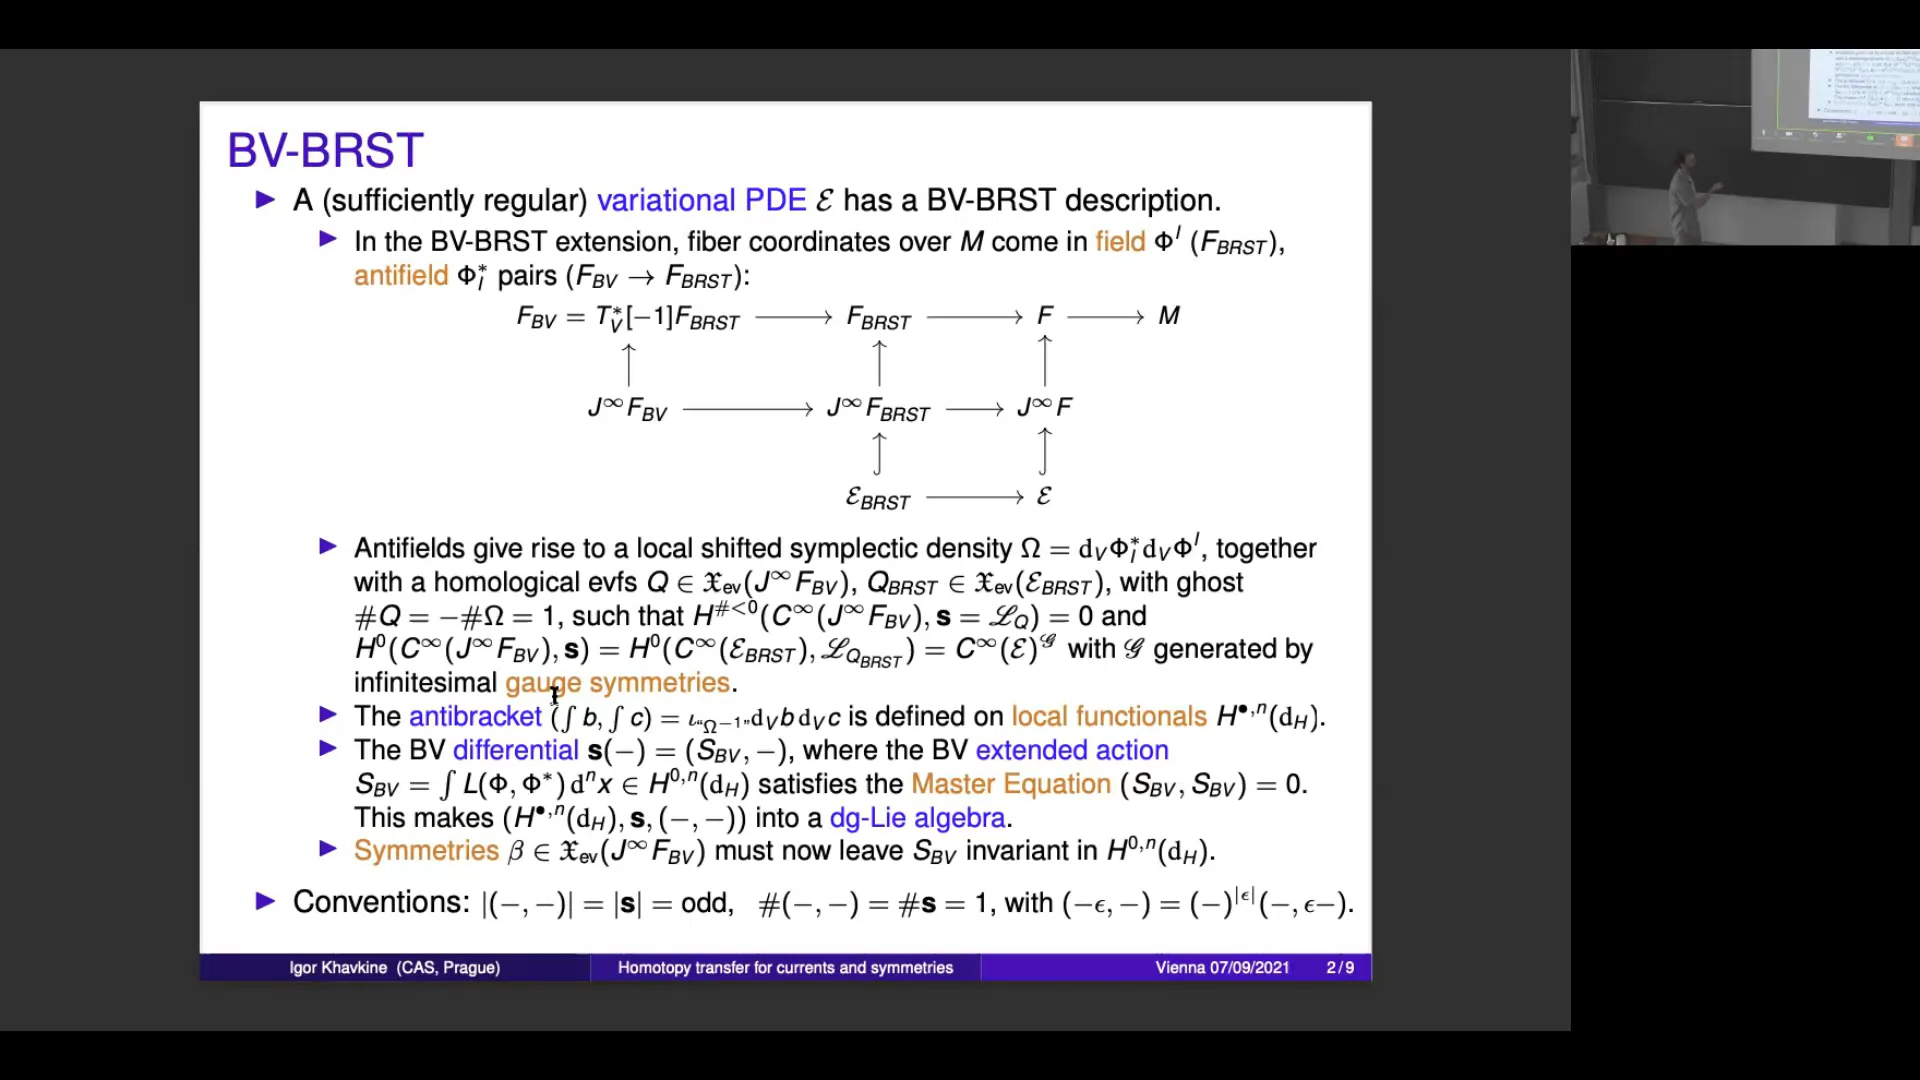 BV-BRST
▶ A (sufficiently regular) variational PDE ℰ has a BV-BRST description.
▶ In the BV-BRST extension, fiber coordinates over M come in field Φ^I (F_BRST),
antifield Φ*_I pairs (F_BV → F_BRST):
F_BV = T*_V[−1]F_BRST ⟶ F_BRST ⟶ F ⟶ M
J^∞F_BV ⟶ J^∞F_BRST ⟶ J^∞F
ℰ_BRST ⟶ ℰ
▶ Antifields give rise to a local shifted symplectic density Ω = d_VΦ*_I d_VΦ^I, together
with a homological evfs Q ∈ 𝔛_ev(J^∞F_BV), Q_BRST ∈ 𝔛_ev(ℰ_BRST), with ghost
#Q = −#Ω = 1, such that H^{#<0}(C^∞(J^∞F_BV), s = ℒ_Q) = 0 and
H^0(C^∞(J^∞F_BV), s) = H^0(C^∞(ℰ_BRST), ℒ_{Q_BRST}) = C^∞(ℰ)^𝒢 with 𝒢 generated by
infinitesimal gauge symmetries.
▶ The antibracket (∫ b, ∫ c) = ι_{“Ω^{−1}”} d_V b d_V c is defined on local functionals H^{•,n}(d_H).
▶ The BV differential s(−) = (S_BV, −), where the BV extended action
S_BV = ∫ L(Φ, Φ*) d^n x ∈ H^{0,n}(d_H) satisfies the Master Equation (S_BV, S_BV) = 0.
This makes (H^{•,n}(d_H), s, (−, −)) into a dg-Lie algebra.
▶ Symmetries β ∈ 𝔛_ev(J^∞F_BV) must now leave S_BV invariant in H^{0,n}(d_H).
▶ Conventions: |(−, −)| = |s| = odd, #(−, −) = #s = 1, with (−ϵ, −) = (−)^{|ϵ|}(−, ϵ−).
Igor Khavkine (CAS, Prague) Homotopy transfer for currents and symmetries Vienna 07/09/2021 2 / 9